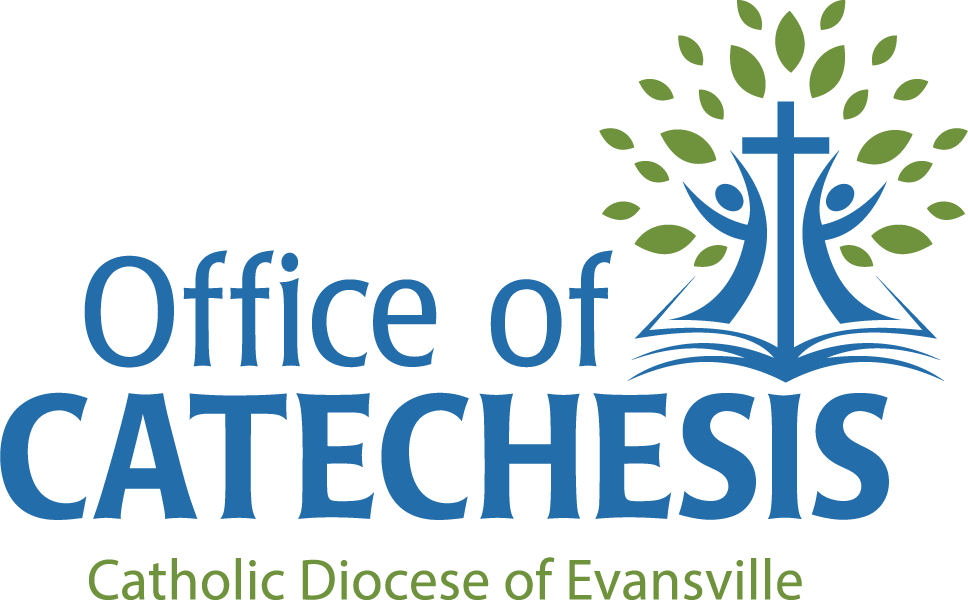 Office of
CATECHESIS
Catholic Diocese of Evansville